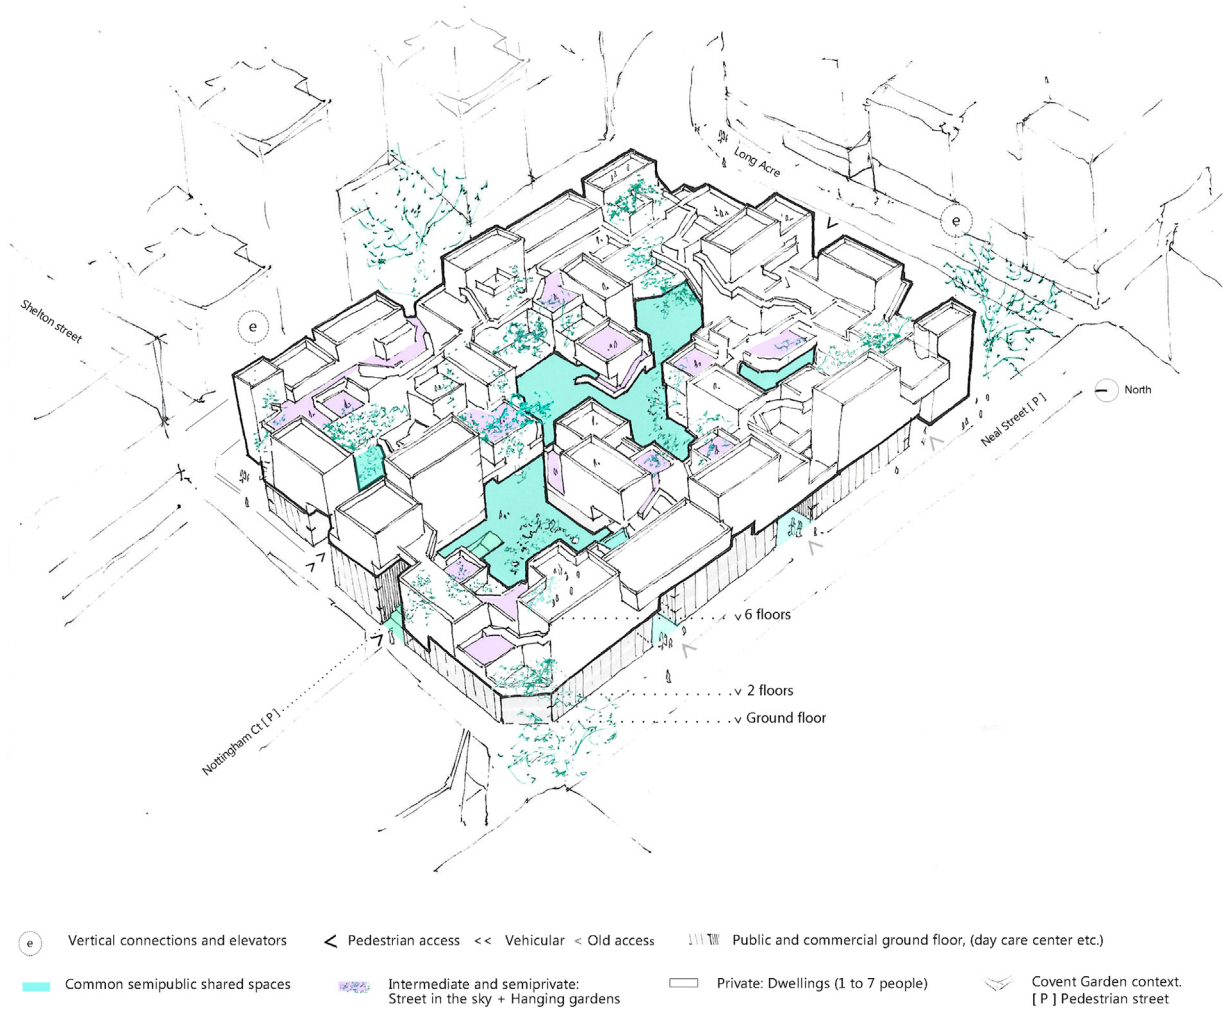 Long Acre
e
Shelton street
e
North
Neal Street [ P ]
v 6 floors
v 2 floors
v Ground floor
Nottingham Ct [ P ]
e Vertical connections and elevators
< Pedestrian access << Vehicular < Old access
Public and commercial ground floor, (day care center etc.)
Common semipublic shared spaces
Intermediate and semiprivate:
Street in the sky + Hanging gardens
Private: Dwellings (1 to 7 people)
Covent Garden context.
[ P ] Pedestrian street